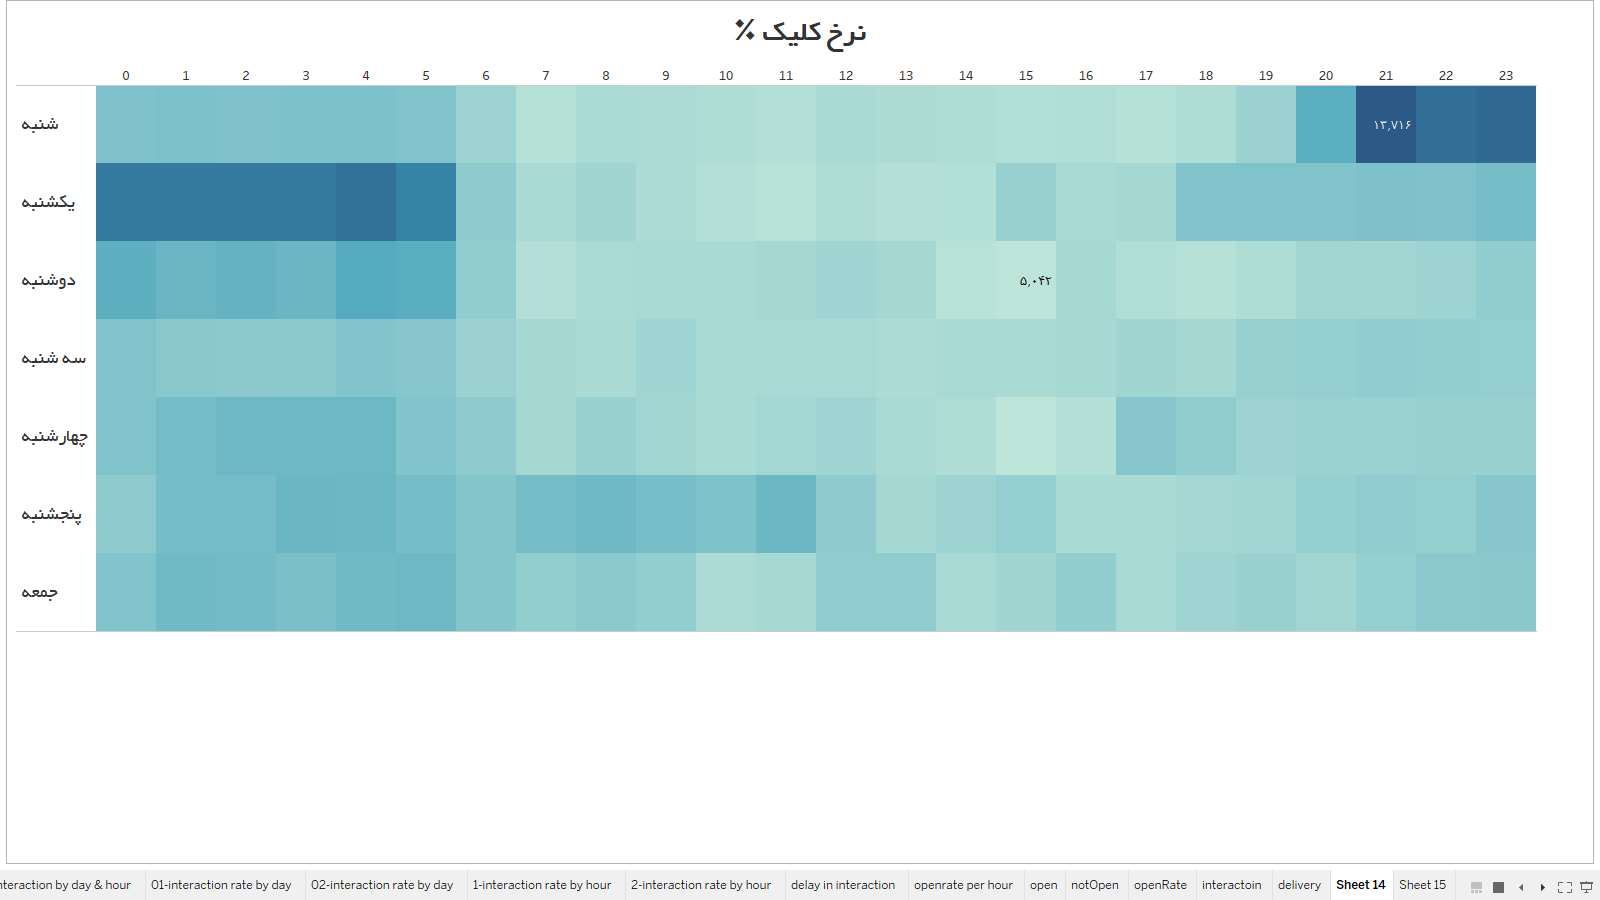 نرخ کلیک ٪
0 1 2 3 4 5 6 7 8 9 10 11 12 13 14 15 16 17 18 19 20 21 22 23
شنبه ۱۳,۷۱۶
یکشنبه
دوشنبه ۵,۰۴۲
سه شنبه
چهارشنبه
پنجشنبه
جمعه
nteraction by day & hour 01-interaction rate by day 02-interaction rate by day 1-interaction rate by hour 2-interaction rate by hour delay in interaction openrate per hour open notOpen openRate interactoin delivery Sheet 14 Sheet 15